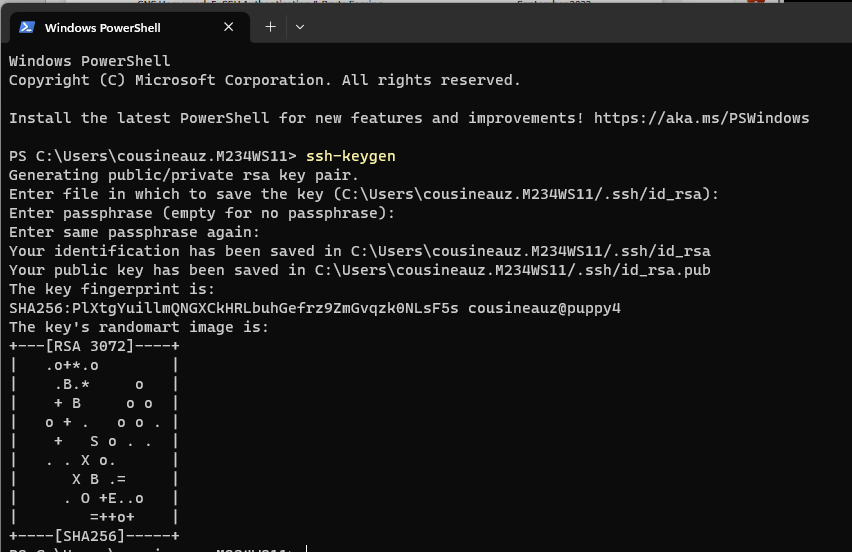 Windows PowerShell
Windows PowerShell
Copyright (C) Microsoft Corporation. All rights reserved.
Install the latest PowerShell for new features and improvements! https://aka.ms/PSWindows
PS C:\Users\cousineauz.M234WS11> ssh-keygen
Generating public/private rsa key pair.
Enter file in which to save the key (C:\Users\cousineauz.M234WS11/.ssh/id_rsa):
Enter passphrase (empty for no passphrase):
Enter same passphrase again:
Your identification has been saved in C:\Users\cousineauz.M234WS11/.ssh/id_rsa
Your public key has been saved in C:\Users\cousineauz.M234WS11/.ssh/id_rsa.pub
The key fingerprint is:
SHA256:PlXtgYuillmQNGXCkHRLbuhGefrz9ZmGvqzk0NLsF5s cousineauz@puppy4
The key's randomart image is:
+---[RSA 3072]----+
|   .o+*.o        |
|    .B.*     o   |
|    + B     o o  |
|   o + .   o o . |
|    +   S o . .  |
|   . . X o.      |
|      X B .=     |
|     . O +E..o   |
|        =++o+    |
+----[SHA256]-----+